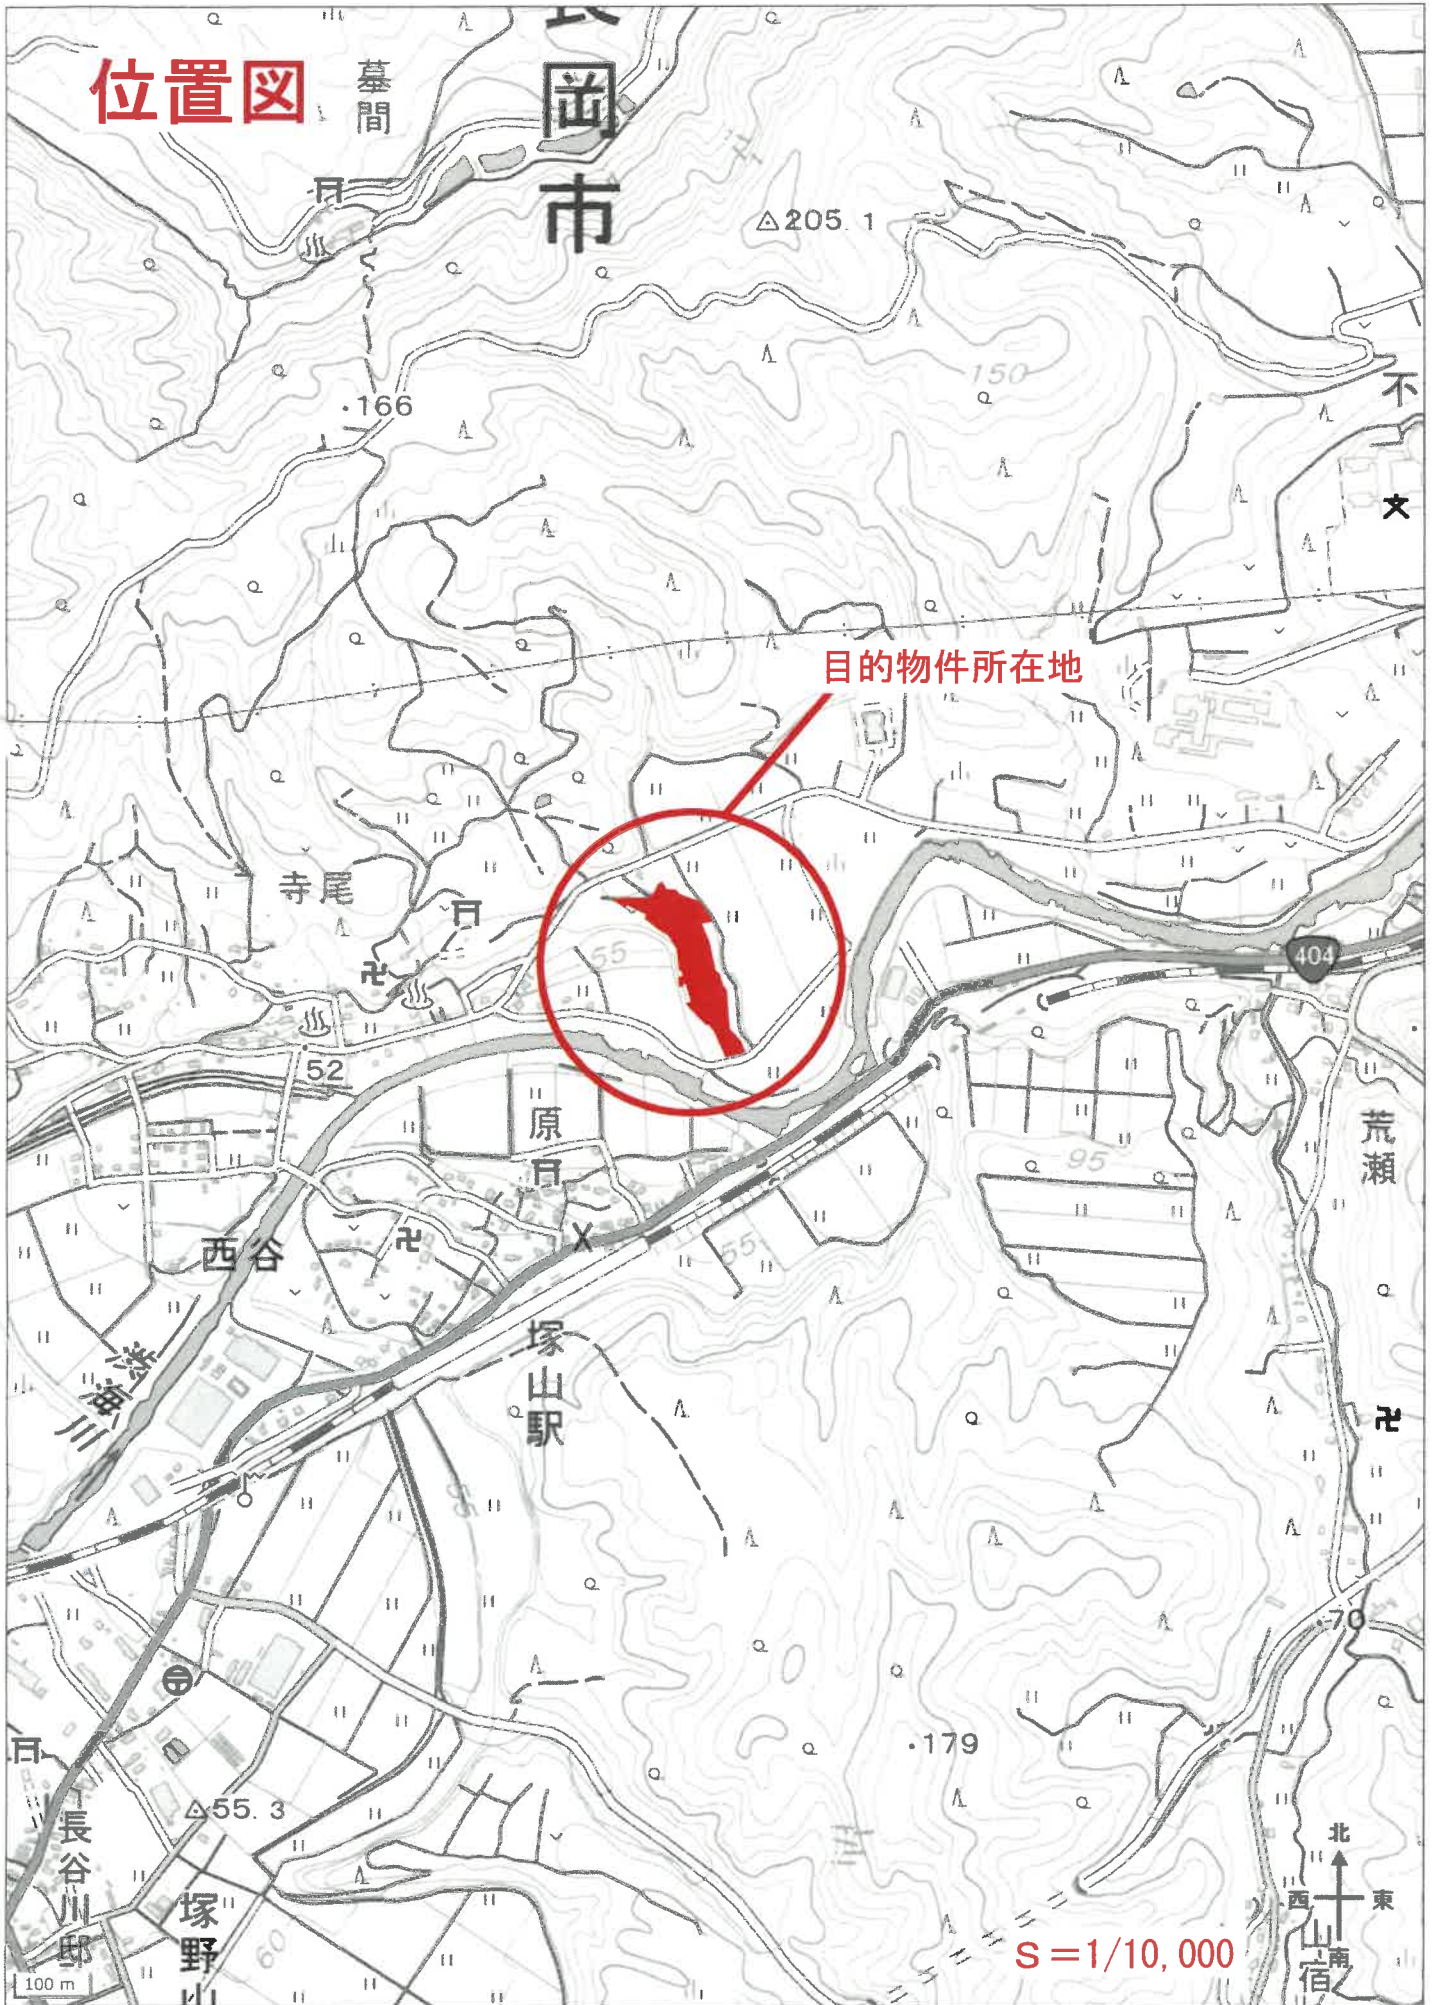 位置図
墓間
長岡市
205.1
166
150
不
文
目的物件所在地
寺尾
55
404
52
原
荒瀬
95
西谷
55
渋海川
塚山駅
55
70
179
55.3
長谷川邸
塚野山
60
北
西 東
南
山宿
S=1/10,000
100 m